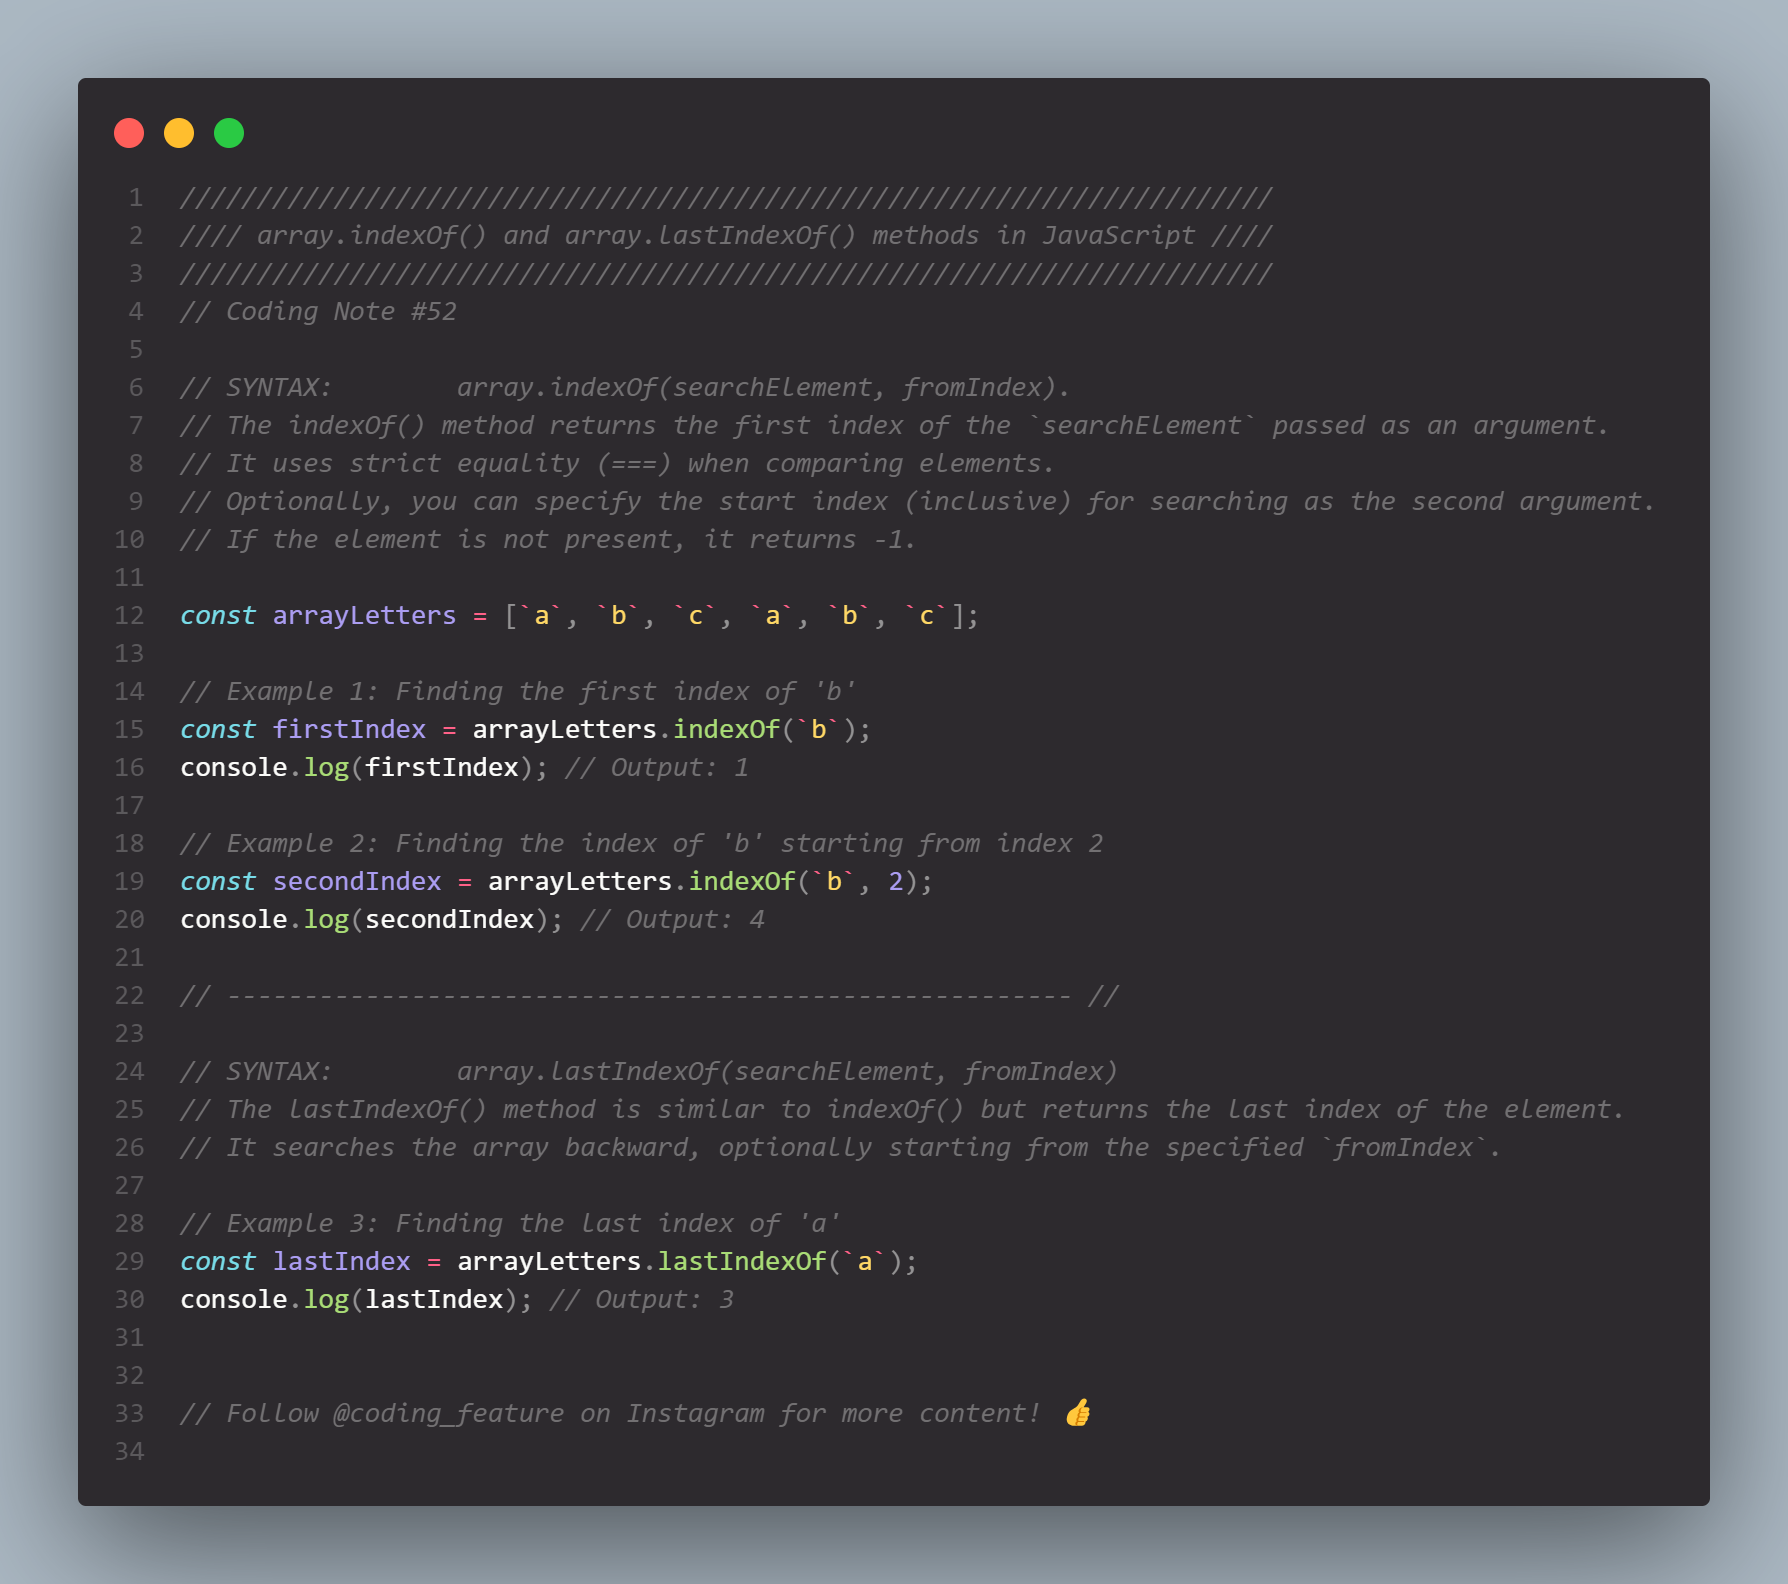 1 ///////////////////////////////////////////////////////////////////////
2 //// array.indexOf() and array.lastIndexOf() methods in JavaScript ////
3 ///////////////////////////////////////////////////////////////////////
4 // Coding Note #52
5
6 // SYNTAX:        array.indexOf(searchElement, fromIndex).
7 // The indexOf() method returns the first index of the `searchElement` passed as an argument.
8 // It uses strict equality (===) when comparing elements.
9 // Optionally, you can specify the start index (inclusive) for searching as the second argument.
10 // If the element is not present, it returns -1.
11
12 const arrayLetters = [`a`, `b`, `c`, `a`, `b`, `c`];
13
14 // Example 1: Finding the first index of 'b'
15 const firstIndex = arrayLetters.indexOf(`b`);
16 console.log(firstIndex); // Output: 1
17
18 // Example 2: Finding the index of 'b' starting from index 2
19 const secondIndex = arrayLetters.indexOf(`b`, 2);
20 console.log(secondIndex); // Output: 4
21
22 // ------------------------------------------------------- //
23
24 // SYNTAX:        array.lastIndexOf(searchElement, fromIndex)
25 // The lastIndexOf() method is similar to indexOf() but returns the last index of the element.
26 // It searches the array backward, optionally starting from the specified `fromIndex`.
27
28 // Example 3: Finding the last index of 'a'
29 const lastIndex = arrayLetters.lastIndexOf(`a`);
30 console.log(lastIndex); // Output: 3
31
32
33 // Follow @coding_feature on Instagram for more content! 👍
34